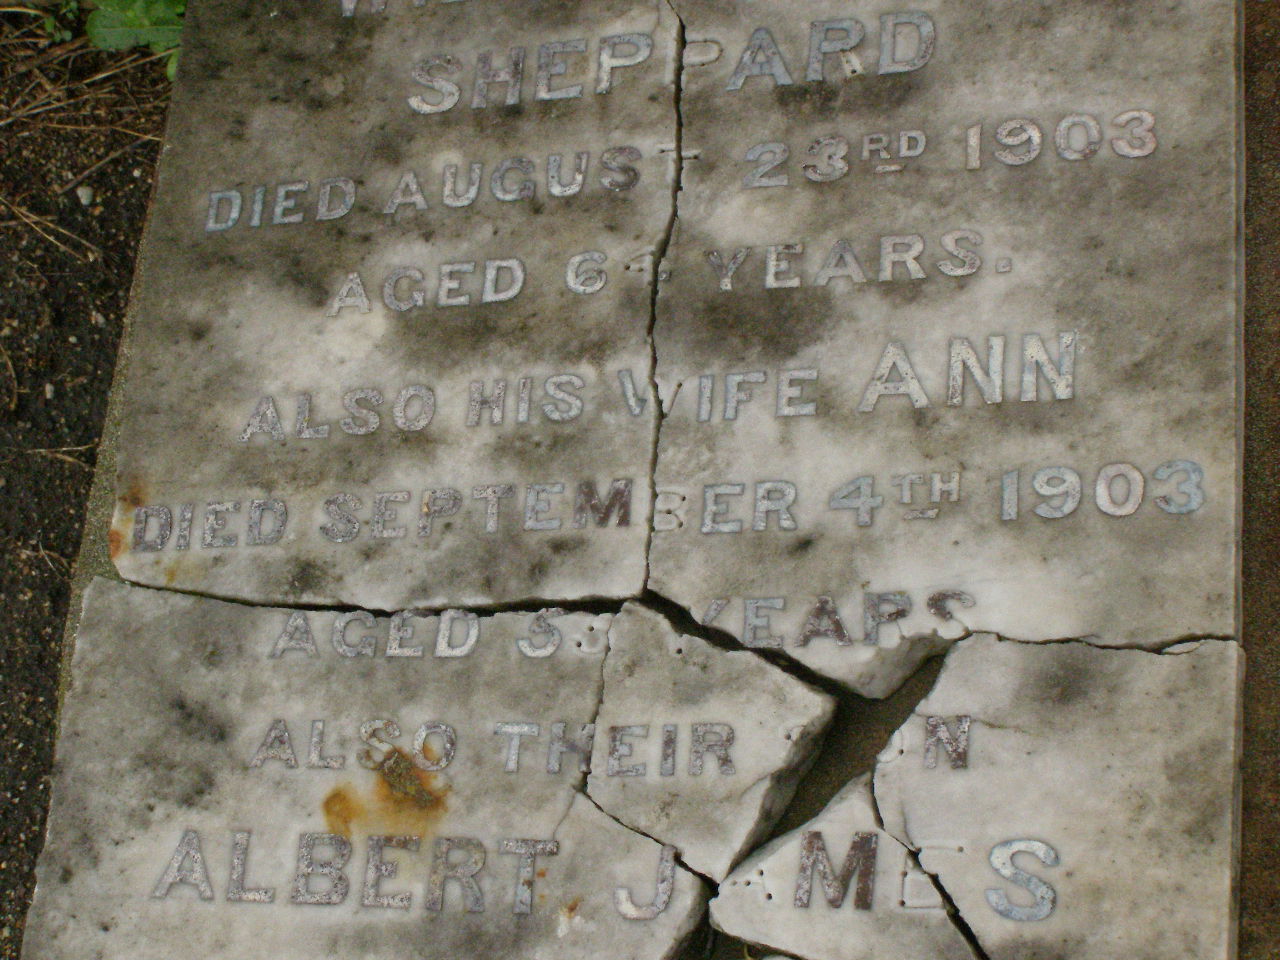 SHEPPARD
DIED AUGUST 23RD 1903
AGED YEARS.
ALSO HIS WIFE ANN
DIED SEPTEMBER 4TH 1903
AGED YEARS
ALSO THEIR
ALBERT JAMES